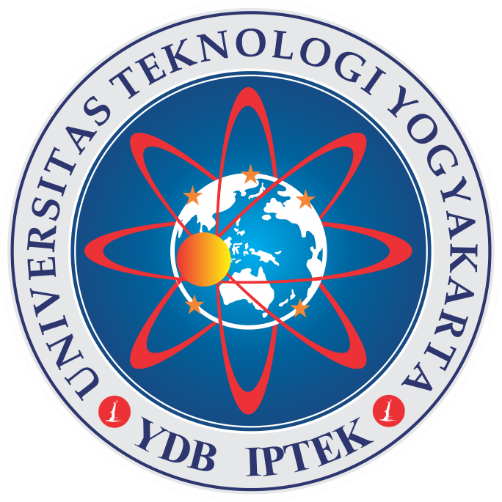 UNIVERSITAS TEKNOLOGI YOGYAKARTA
YDB IPTEK